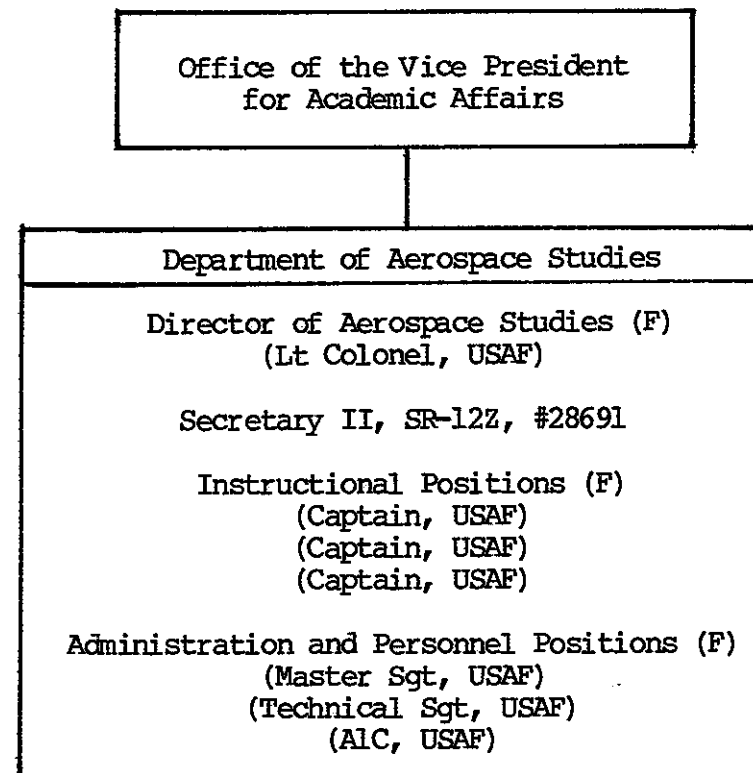 Office of the Vice President
for Academic Affairs
Department of Aerospace Studies
Director of Aerospace Studies (F)
(Lt Colonel, USAF)
Secretary II, SR-12Z, #28691
Instructional Positions (F)
(Captain, USAF)
(Captain, USAF)
(Captain, USAF)
Administration and Personnel Positions (F)
(Master Sgt, USAF)
(Technical Sgt, USAF)
(A1C, USAF)